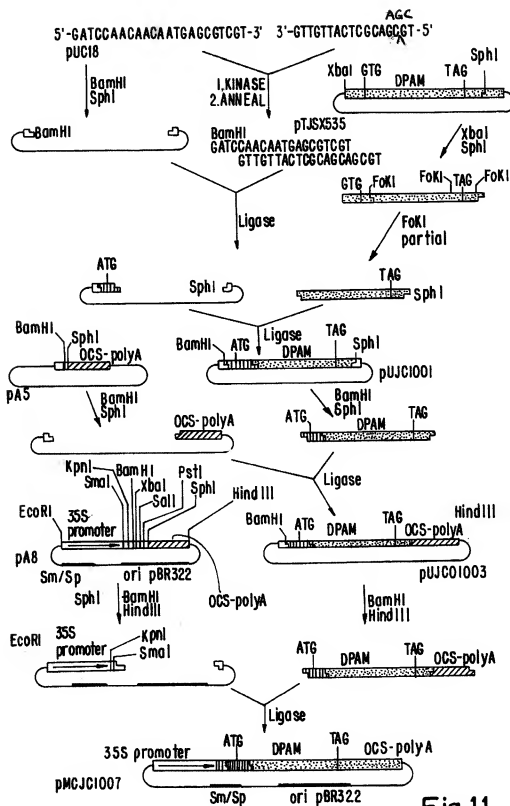 AGC
5'-GATCCAACAACAATGAGCGTCGT-3' 3'-GTTGTTACTCGCAGCGT-5'
pUC18
BamHI
SphI
1.KINASE
2.ANNEAL
XbaI GTG DPAM TAG SphI
BamHI
pTJSX535
BamHI
GATCCAACAATGAGCGTCGT
GTTGTTACTCGCAGCAGCGT
XbaI
SphI
GTG FoKI FoKI TAG FoKI
Ligase
FoKI
partial
ATG
SphI
TAG
SphI
BamHI
SphI
OCS-polyA
pA5
Ligase
BamHI ATG DPAM TAG SphI
pUJC1001
BamHI
SphI
BamHI
SphI
OCS-polyA
ATG DPAM TAG
KpnI
SmaI
BamHI
XbaI
SalI
PstI
SphI
HindIII
Ligase
EcoRI
35S
promoter
pA8
Sm/Sp ori pBR322
OCS-polyA
BamHI ATG DPAM TAG OCS-polyA HindIII
pUJC01003
SphI
BamHI
HindIII
BamHI
HindIII
EcoRI
35S
promoter
KpnI
SmaI
ATG DPAM TAG OCS-polyA
Ligase
35S promoter ATG DPAM TAG OCS-polyA
pMCJC1007
Sm/Sp ori pBR322
Fig.11